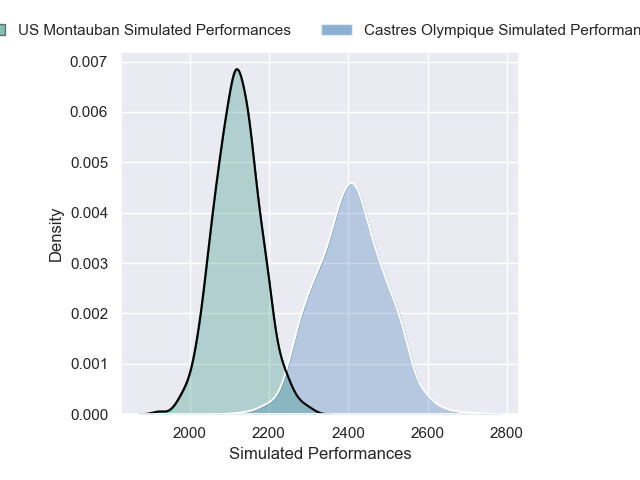 US Montauban Simulated Performances
Castres Olympique Simulated Performan
0.007
0.006
0.005
0.004
0.003
0.002
0.001
0.000
Density
2000 2200 2400 2600 2800
Simulated Performances